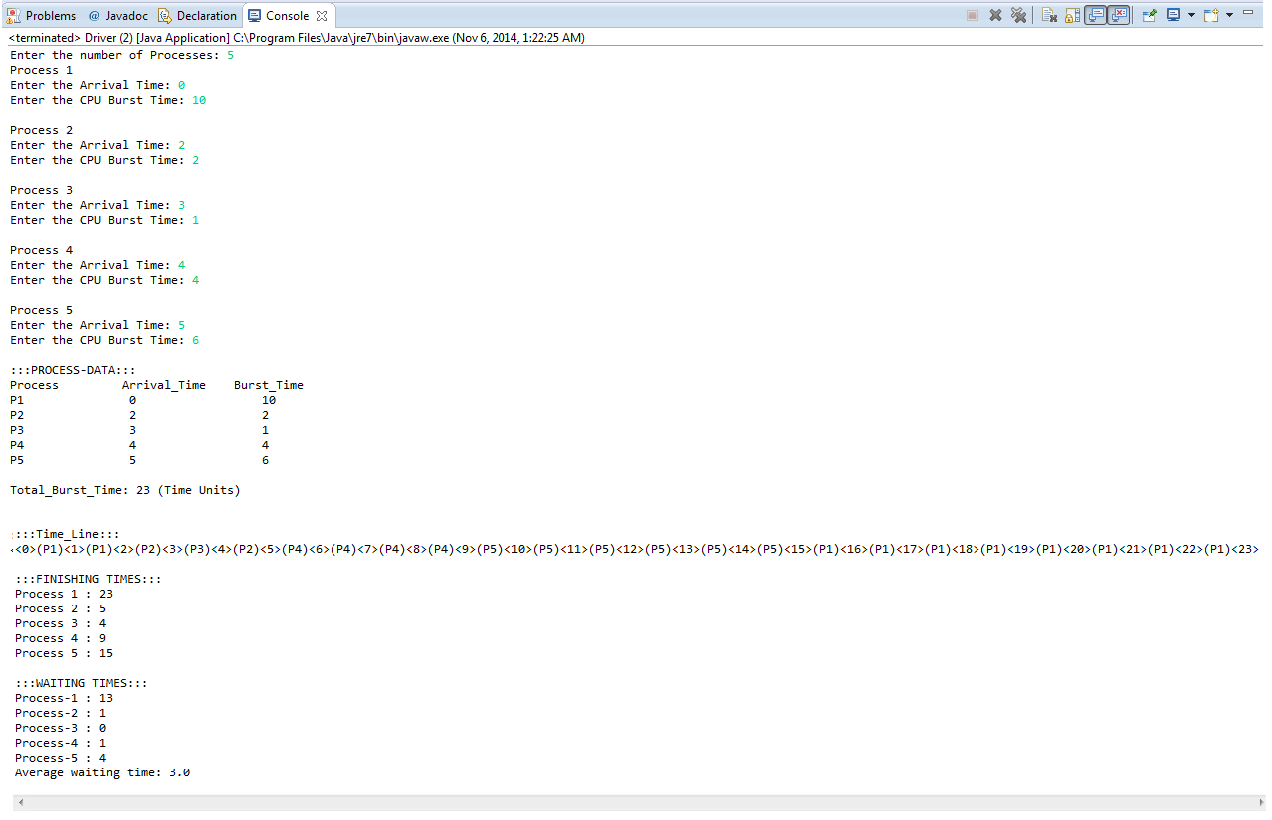 Problems @ Javadoc Declaration Console
<terminated> Driver (2) [Java Application] C:\Program Files\Java\jre7\bin\javaw.exe (Nov 6, 2014, 1:22:25 AM)
Enter the number of Processes: 5
Process 1
Enter the Arrival Time: 0
Enter the CPU Burst Time: 10
Process 2
Enter the Arrival Time: 2
Enter the CPU Burst Time: 2
Process 3
Enter the Arrival Time: 3
Enter the CPU Burst Time: 1
Process 4
Enter the Arrival Time: 4
Enter the CPU Burst Time: 4
Process 5
Enter the Arrival Time: 5
Enter the CPU Burst Time: 6
:::PROCESS-DATA:::
Process Arrival_Time Burst_Time
P1 0 10
P2 2 2
P3 3 1
P4 4 4
P5 5 6
Total_Burst_Time: 23 (Time Units)
:::Time_Line:::
<0>(P1)<1>(P1)<2>(P2)<3>(P3)<4>(P2)<5>(P4)<6>(P4)<7>(P4)<8>(P4)<9>(P5)<10>(P5)<11>(P5)<12>(P5)<13>(P5)<14>(P5)<15>(P1)<16>(P1)<17>(P1)<18>(P1)<19>(P1)<20>(P1)<21>(P1)<22>(P1)<23>
:::FINISHING TIMES:::
Process 1 : 23
Process 2 : 5
Process 3 : 4
Process 4 : 9
Process 5 : 15
:::WAITING TIMES:::
Process-1 : 13
Process-2 : 1
Process-3 : 0
Process-4 : 1
Process-5 : 4
Average waiting time: 3.0